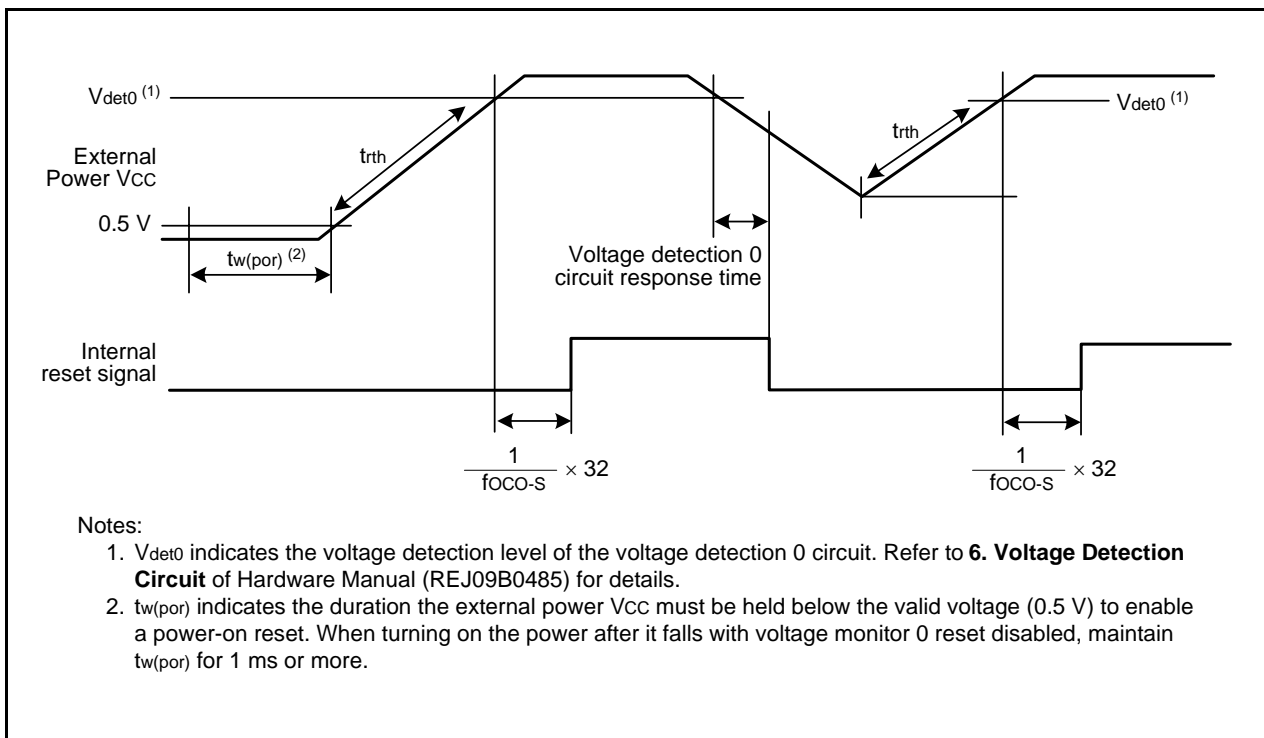 Vdet0 (1)
Vdet0 (1)
trth
trth
External
Power VCC
0.5 V
tw(por) (2)
Voltage detection 0
circuit response time
Internal
reset signal
1
fOCO-S
× 32
1
fOCO-S
× 32
Notes:
1. Vdet0 indicates the voltage detection level of the voltage detection 0 circuit. Refer to 6. Voltage Detection
Circuit of Hardware Manual (REJ09B0485) for details.
2. tw(por) indicates the duration the external power VCC must be held below the valid voltage (0.5 V) to enable
a power-on reset. When turning on the power after it falls with voltage monitor 0 reset disabled, maintain
tw(por) for 1 ms or more.